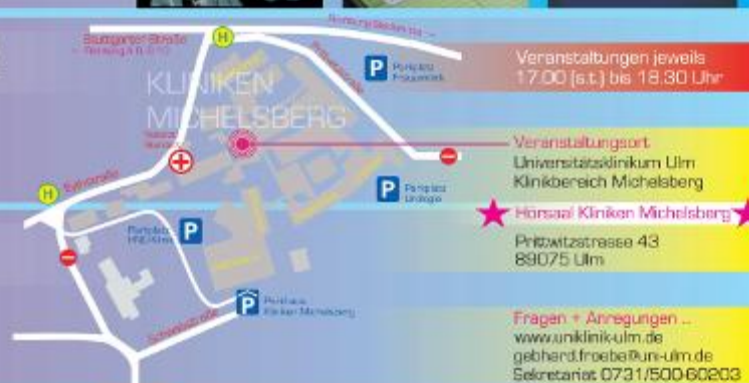 Stuttgarter Straße
H
Prittwitzstraße
P Parkplatz
Frauenklinik
KLINIKEN
MICHELSBERG
Eythstraße
H
P Parkplatz
Urologie
Parkplatz
HNO-Klinik
P
P Parkhaus
Kliniken Michelsberg
Veranstaltungen jeweils
17.00 (s.t.) bis 18.30 Uhr
Veranstaltungsort
Universitätsklinikum Ulm
Klinikbereich Michelsberg
Hörsaal Kliniken Michelsberg
Prittwitzstrasse 43
89075 Ulm
Fragen + Anregungen ...
www.uniklinik-ulm.de
gebhard.froeba@uni-ulm.de
Sekretariat 0731/500-60203